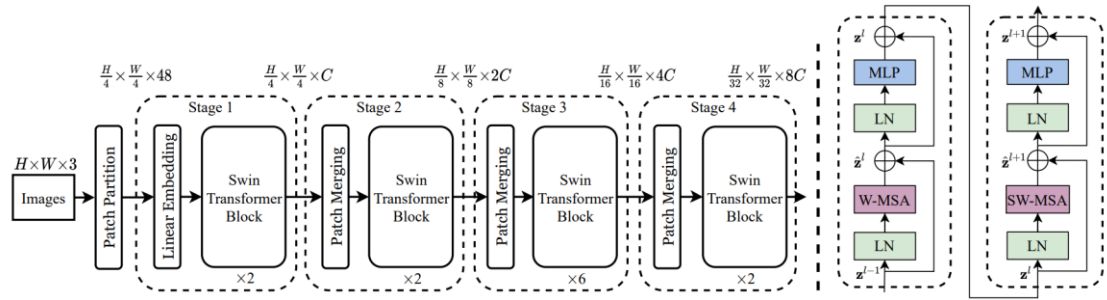 H/4 × W/4 × 48
H/4 × W/4 × C
H/8 × W/8 × 2C
H/16 × W/16 × 4C
H/32 × W/32 × 8C
H×W×3
Images
Patch Partition
Stage 1
Linear Embedding
Swin
Transformer
Block
×2
Stage 2
Patch Merging
Swin
Transformer
Block
×2
Stage 3
Patch Merging
Swin
Transformer
Block
×6
Stage 4
Patch Merging
Swin
Transformer
Block
×2
z^l
MLP
LN
ẑ^l
W-MSA
LN
z^{l-1}
z^{l+1}
MLP
LN
ẑ^{l+1}
SW-MSA
LN
z^l